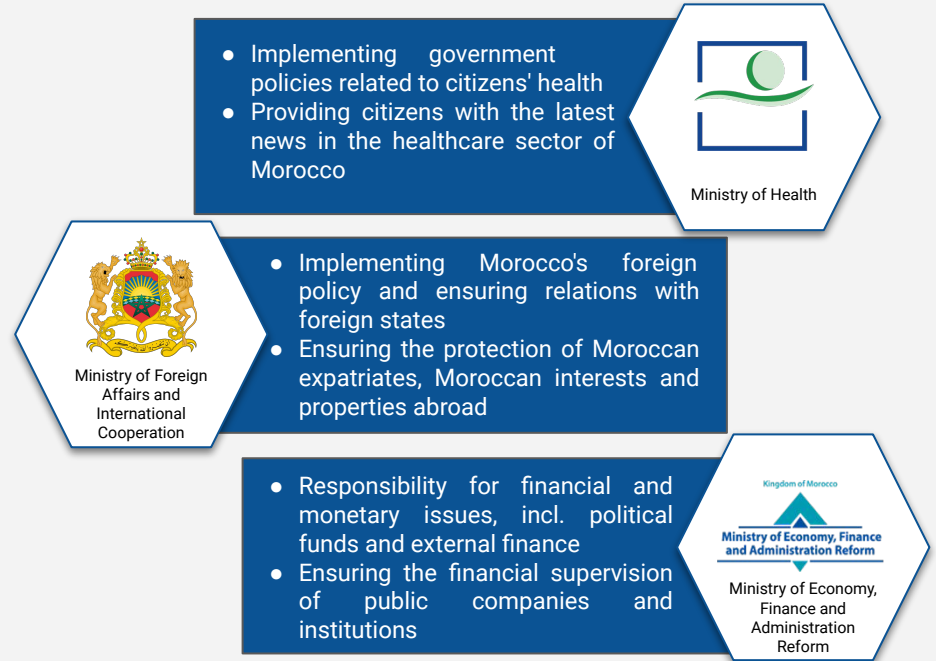 ● Implementing government
policies related to citizens' health
● Providing citizens with the latest
news in the healthcare sector of
Morocco
Ministry of Health
● Implementing Morocco's foreign
policy and ensuring relations with
foreign states
● Ensuring the protection of Moroccan
expatriates, Moroccan interests and
properties abroad
Ministry of Foreign
Affairs and
International
Cooperation
● Responsibility for financial and
monetary issues, incl. political
funds and external finance
● Ensuring the financial supervision
of public companies and
institutions
Kingdom of Morocco
Ministry of Economy, Finance
and Administration Reform
Ministry of Economy,
Finance and
Administration
Reform